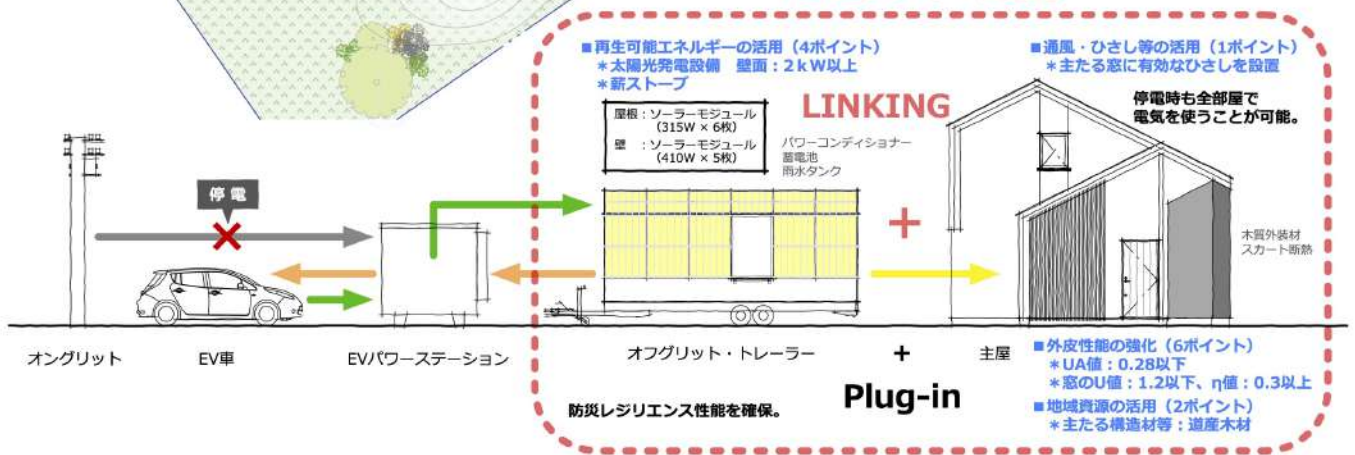 ■再生可能エネルギーの活用（4ポイント）
＊太陽光発電設備　壁面：2ｋW以上
＊薪ストーブ
■通風・ひさし等の活用（1ポイント）
＊主たる窓に有効なひさしを設置
屋根：ソーラーモジュール
（315W × 6枚）
壁　：ソーラーモジュール
（410W × 5枚）
LINKING
停電時も全部屋で
電気を使うことが可能。
パワーコンディショナー
蓄電池
雨水タンク
停電
+
木質外装材
スカート断熱
オングリット
EV車
EVパワーステーション
オフグリット・トレーラー
+
主屋
Plug-in
防災レジリエンス性能を確保。
■外皮性能の強化（6ポイント）
＊UA値：0.28以下
＊窓のU値：1.2以下、η値：0.3以上
■地域資源の活用（2ポイント）
＊主たる構造材等：道産木材